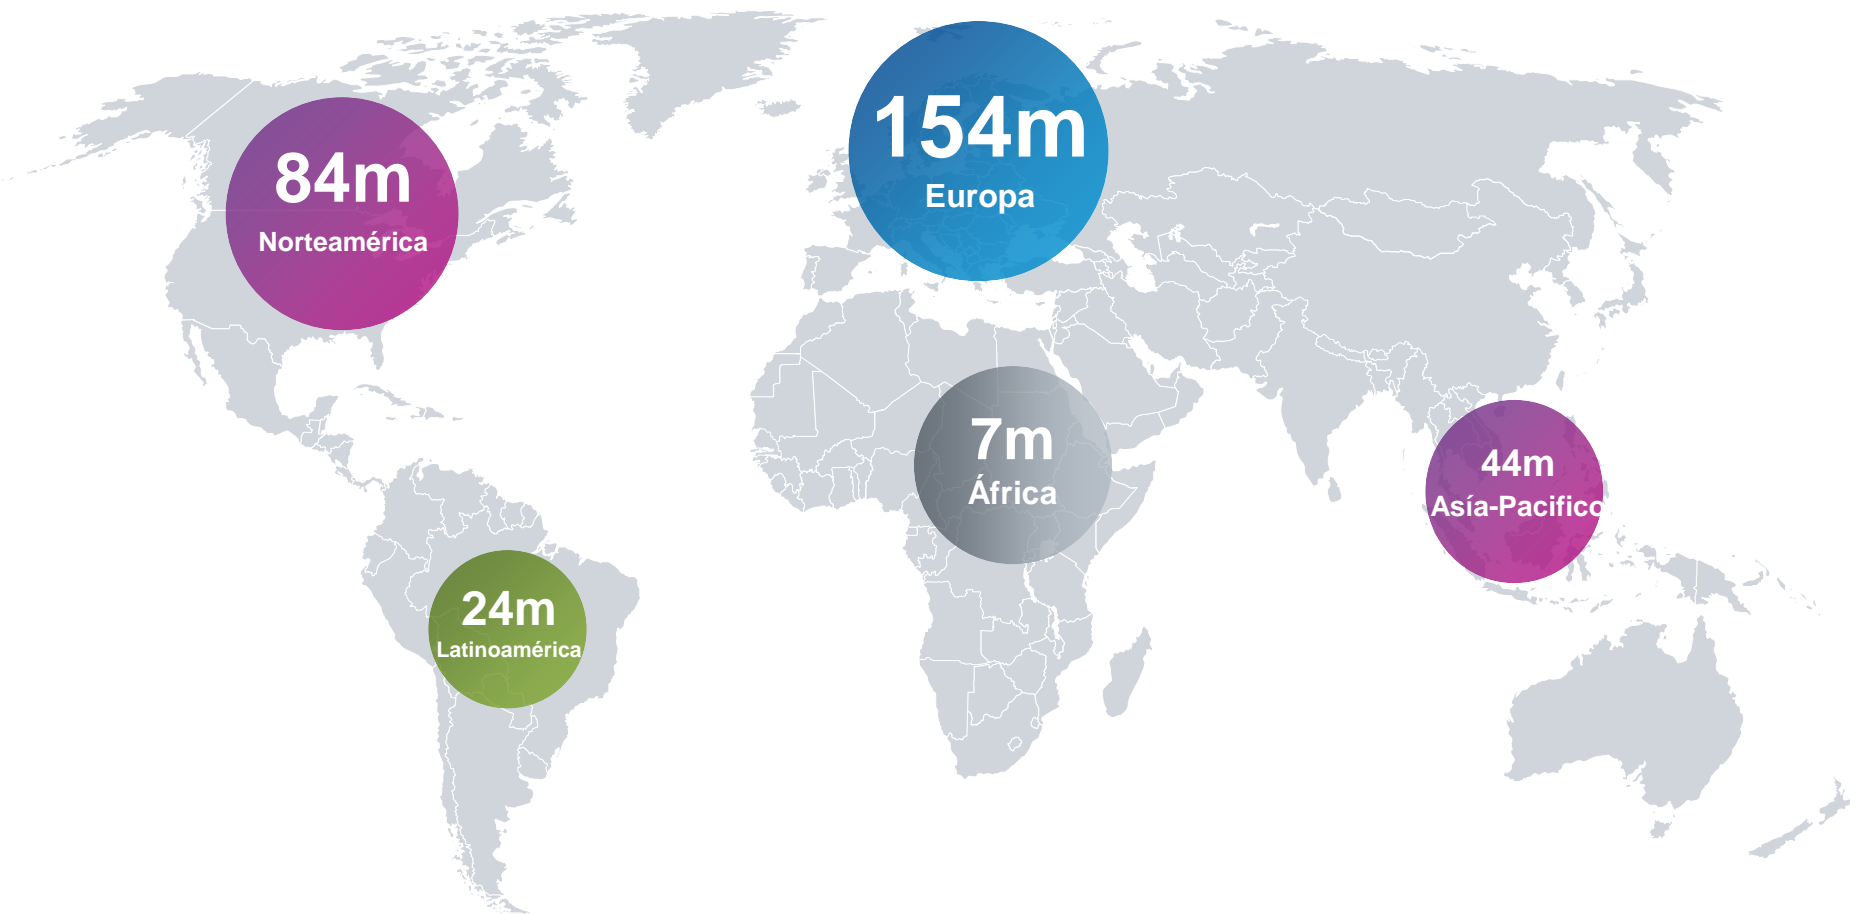 154m
Europa
84m
Norteamérica
7m
África
44m
Asía-Pacifico
24m
Latinoamérica